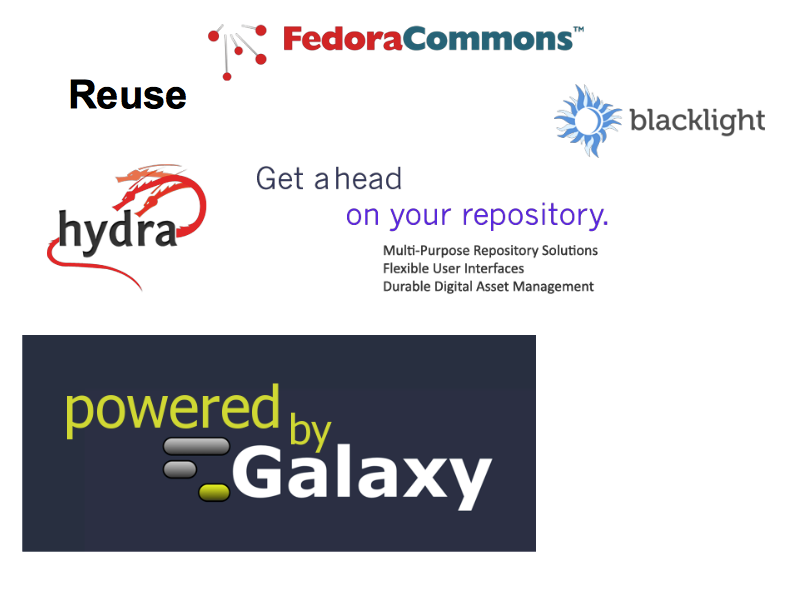 FedoraCommons™
Reuse
blacklight
Get a head
on your repository.
hydra
Multi-Purpose Repository Solutions
Flexible User Interfaces
Durable Digital Asset Management
powered by
Galaxy